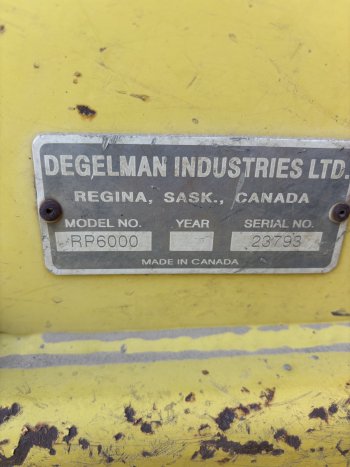 DEGELMAN INDUSTRIES LTD.
REGINA, SASK., CANADA
MODEL NO. YEAR SERIAL NO.
RP6000 23793
MADE IN CANADA